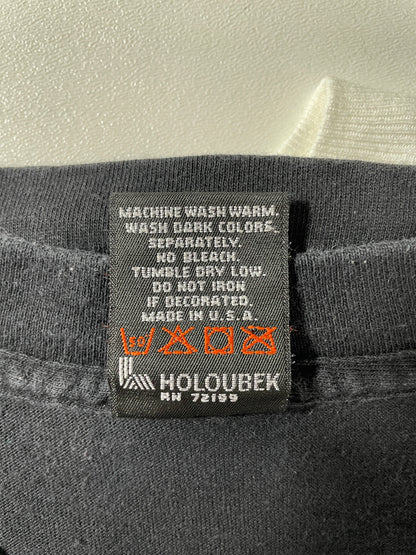 MACHINE WASH WARM.
WASH DARK COLORS.
SEPARATELY.
NO BLEACH.
TUMBLE DRY LOW.
DO NOT IRON
IF DECORATED.
MADE IN U.S.A.
HOLOUBEK
RN 72199